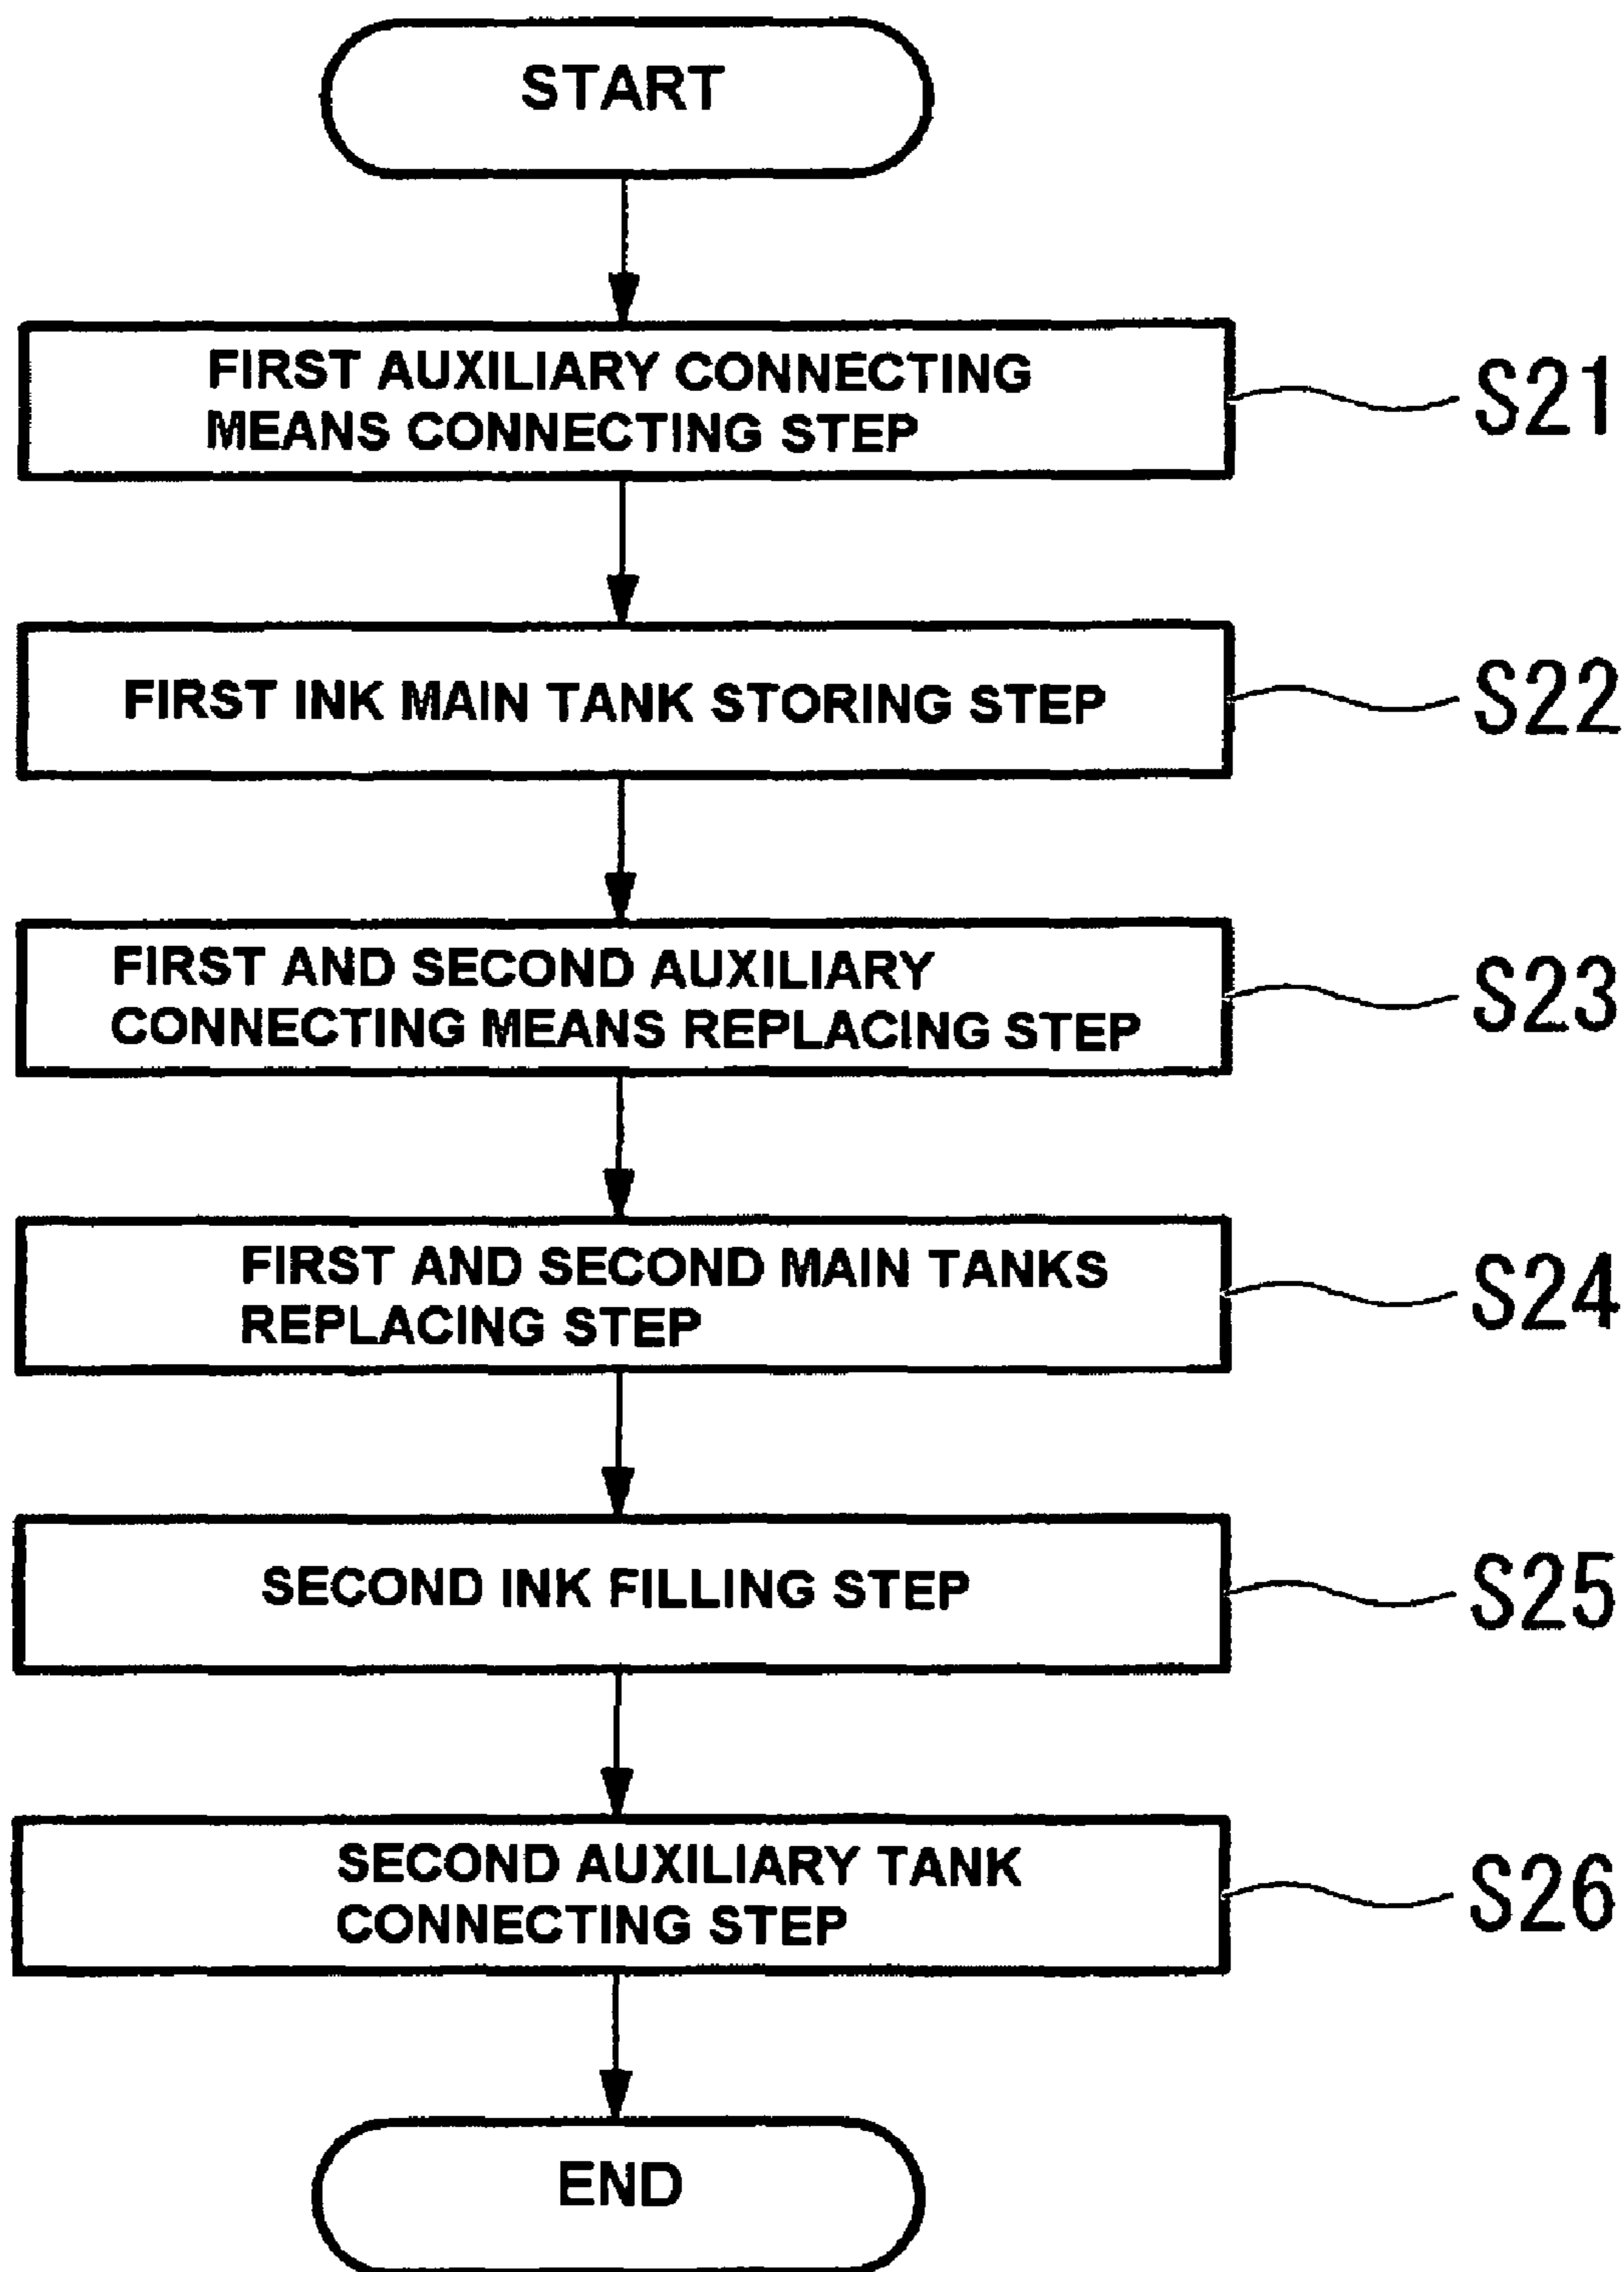 START
FIRST AUXILIARY CONNECTING
MEANS CONNECTING STEP
S21
FIRST INK MAIN TANK STORING STEP
S22
FIRST AND SECOND AUXILIARY
CONNECTING MEANS REPLACING STEP
S23
FIRST AND SECOND MAIN TANKS
REPLACING STEP
S24
SECOND INK FILLING STEP
S25
SECOND AUXILIARY TANK
CONNECTING STEP
S26
END